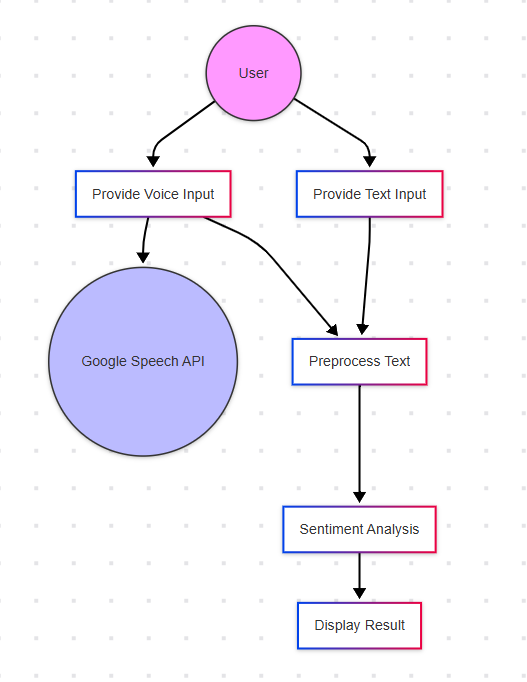 User
Provide Voice Input
Provide Text Input
Google Speech API
Preprocess Text
Sentiment Analysis
Display Result